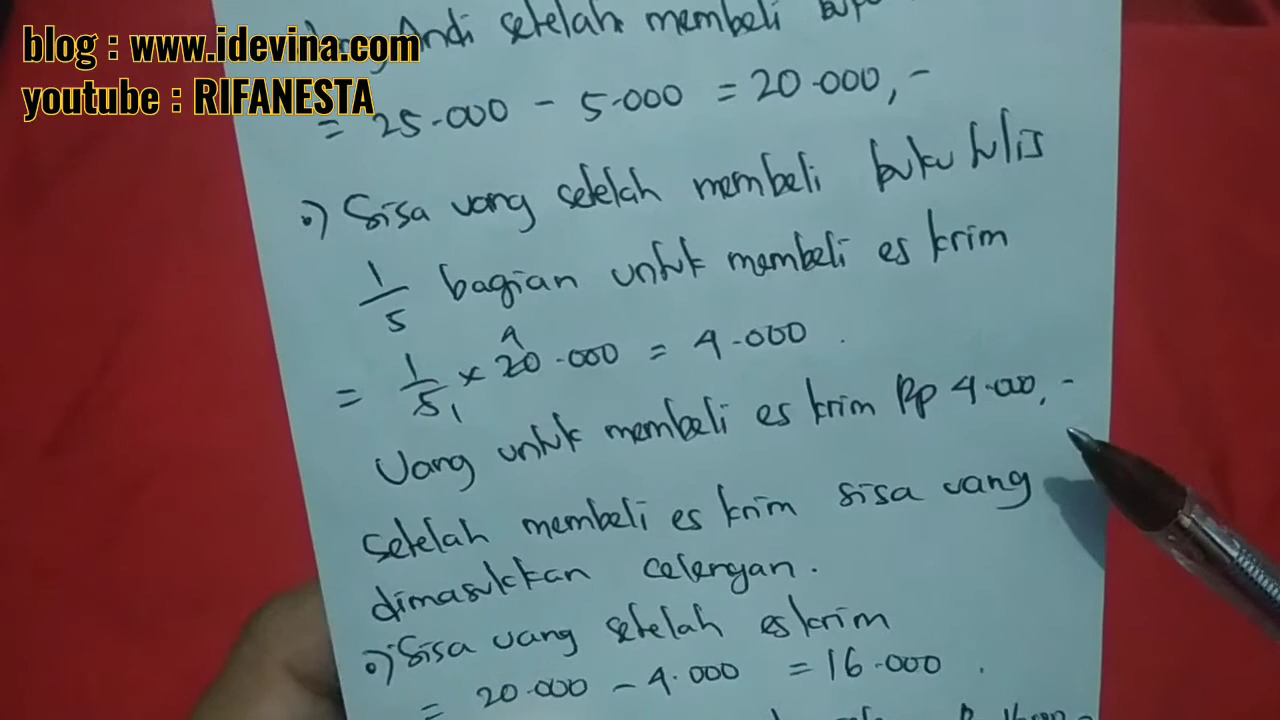 blog : www.idevina.com
youtube : RIFANESTA
Andi setelah membeli
= 25.000 - 5.000 = 20.000,-
o) Sisa uang setelah membeli buku tulis
1/5 bagian untuk membeli es krim
= 1/5 1 x 20.000 4 = 4.000
Uang untuk membeli es krim Rp 4.000,-
Setelah membeli es krim sisa uang
dimasukkan celengan.
o) Sisa uang setelah es krim
= 20.000 - 4.000 = 16.000